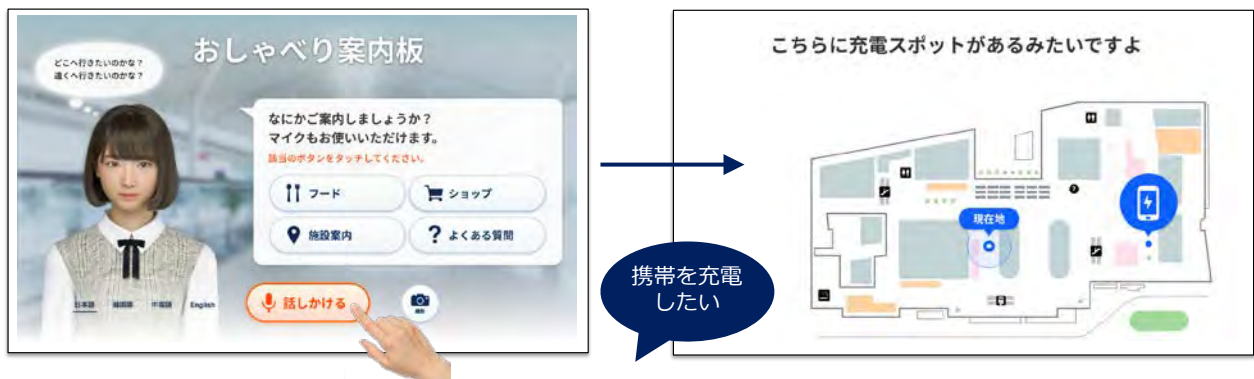 おしゃべり案内板
どこへ行きたいのかな？
遠くへ行きたいのかな？
なにかご案内しましょうか？
マイクもお使いいただけます。
該当のボタンをタッチしてください。
フード
ショップ
施設案内
? よくある質問
日本語 韓国語 中国語 English
話しかける
携帯を充電
したい
こちらに充電スポットがあるみたいですよ
現在地
?